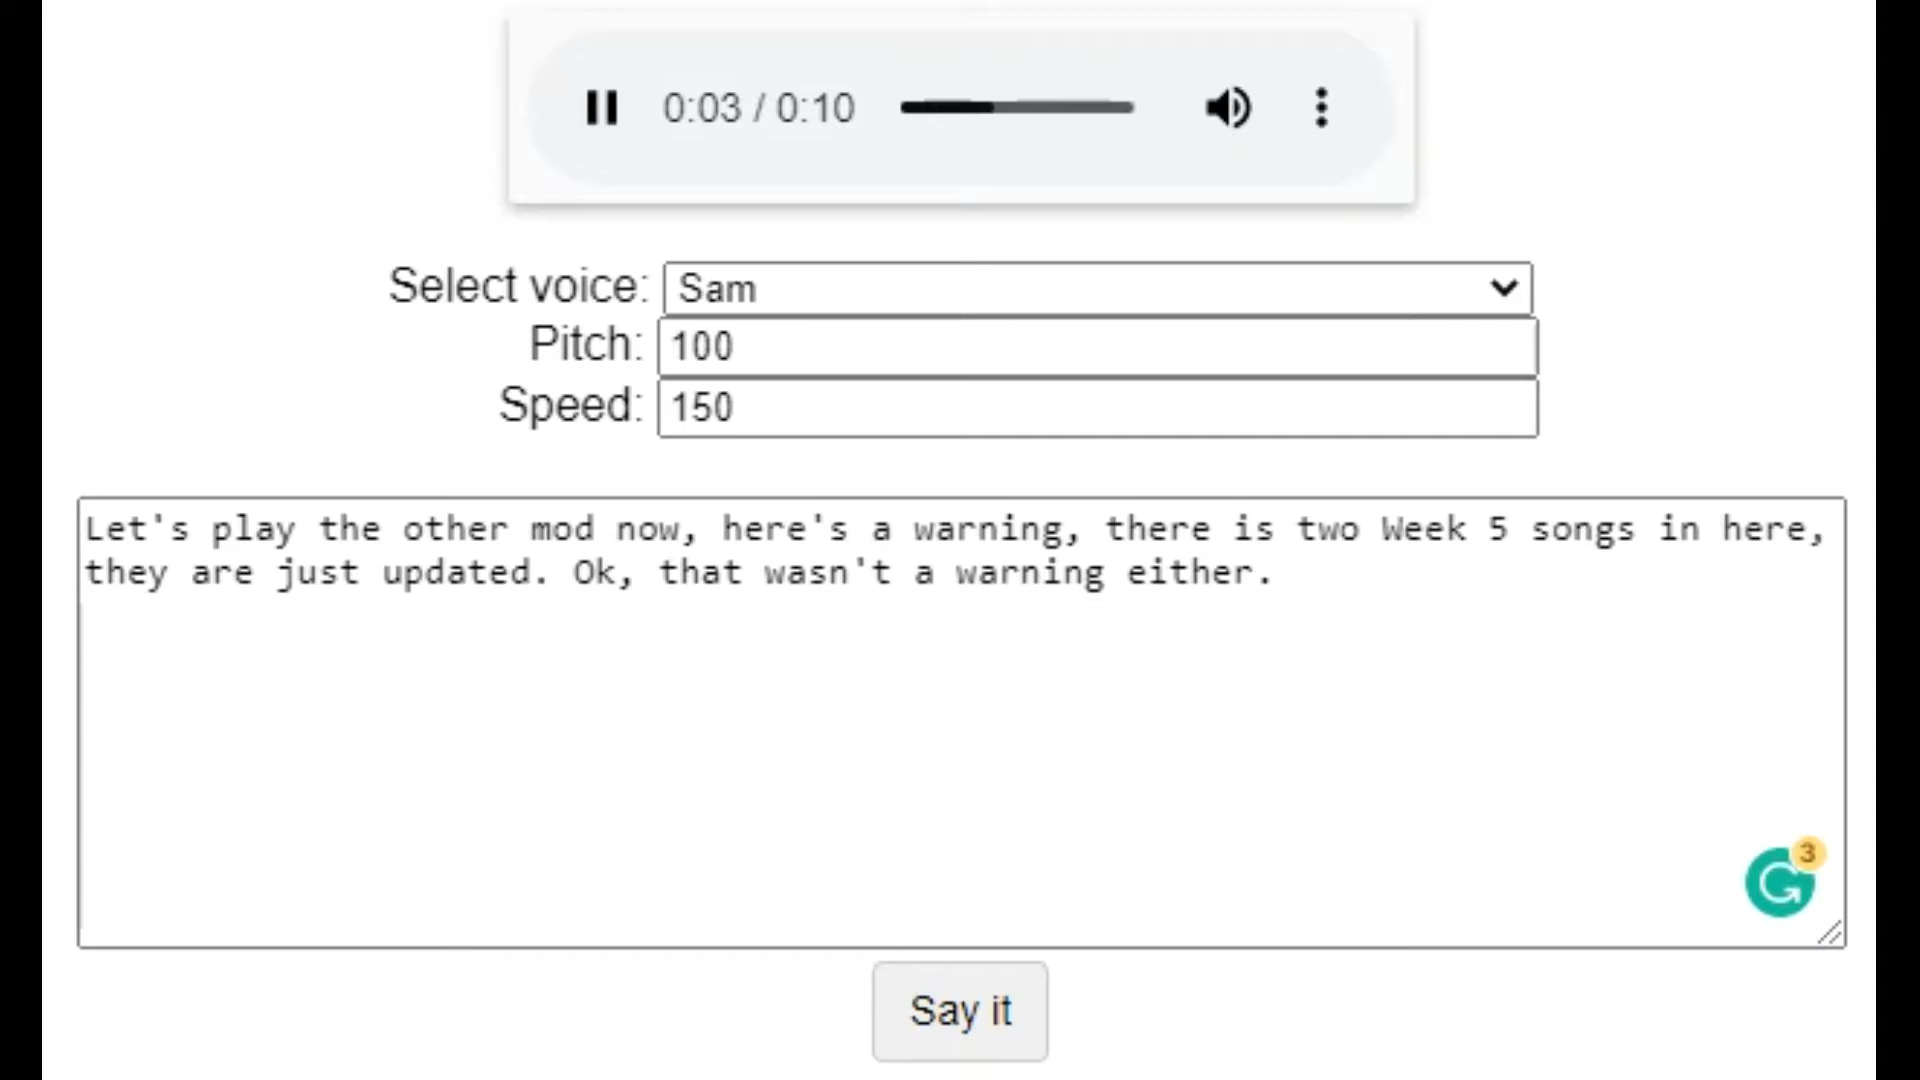 0:03 / 0:10
Select voice: Sam
Pitch: 100
Speed: 150
Let's play the other mod now, here's a warning, there is two Week 5 songs in here,
they are just updated. Ok, that wasn't a warning either.
3
Say it